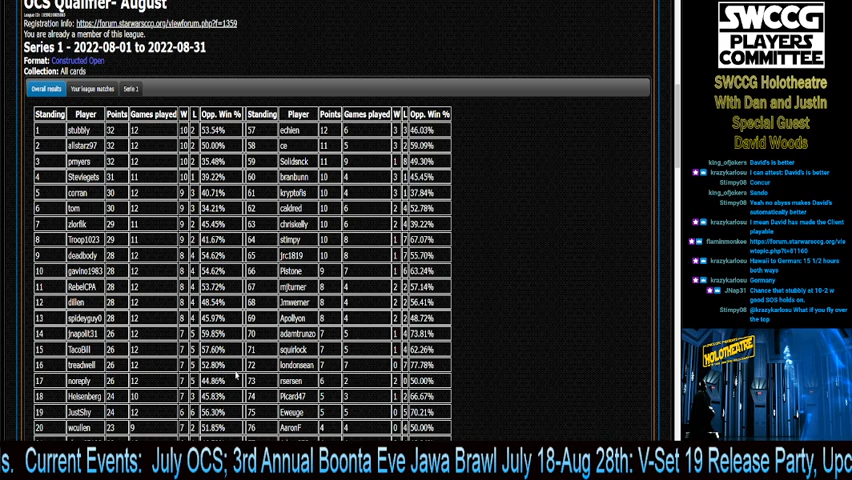 OCS Qualifier- August
Registration Info: https://forum.starwarsccg.org/viewforum.php?f=1359
You are already a member of this league.
Series 1 - 2022-08-01 to 2022-08-31
Format: Constructed Open
Collection: All cards
Overall results Your league matches Serie 1
Standing Player Points Games played W L Opp. Win % Standing Player Points Games played W L Opp. Win %
1 stubbly 32 12 10 2 53.54% 57 echien 12 6 3 3 46.03%
2 allstarz97 32 12 10 2 50.00% 58 ce 11 5 3 2 59.09%
3 pmyers 32 12 10 2 35.48% 59 Solidsnck 11 9 1 8 49.30%
4 Stevlegets 31 11 10 1 39.22% 60 branbunn 10 4 3 1 45.45%
5 corran 30 12 9 3 40.71% 61 kryptofis 10 4 3 1 37.84%
6 tom 30 12 9 3 34.21% 62 caldred 10 6 2 4 52.78%
7 zlorfik 29 11 9 2 45.45% 63 chriskelly 10 6 2 4 39.22%
8 Troop1023 29 11 9 2 41.67% 64 stimpy 10 8 1 7 67.07%
9 deadbody 28 12 8 4 54.62% 65 jrc1819 10 8 1 7 55.70%
10 gavino1983 28 12 8 4 54.62% 66 Pistone 9 7 1 6 63.24%
11 RebelCPA 28 12 8 4 53.72% 67 mjturner 8 4 2 2 57.14%
12 dillen 28 12 8 4 48.54% 68 Jmwerner 8 4 2 2 56.41%
13 spideyguy0 28 12 8 4 45.97% 69 Apollyon 8 4 2 2 48.72%
14 jnapolit31 26 12 7 5 59.85% 70 adamtrunzo 7 5 1 4 73.81%
15 TacoBill 26 12 7 5 57.60% 71 squirlock 7 5 1 4 62.26%
16 treadwell 26 12 7 5 52.80% 72 londonsean 7 7 0 7 77.78%
17 noreply 26 12 7 5 44.86% 73 rsersen 6 2 2 0 50.00%
18 Heisenberg 24 10 7 3 45.83% 74 Picard47 5 3 1 2 66.67%
19 JustShy 24 12 6 6 56.30% 75 Eweuge 5 5 0 5 70.21%
20 wcullen 23 9 7 2 51.85% 76 AaronF 4 4 0 4 50.00%
SWCCG
PLAYERS
COMMITTEE
SWCCG Holotheatre
With Dan and Justin
Special Guest
David Woods
king_ofjokers David's is better
krazykarlosu I can attest: David's is better.
Stimpy08 Concur
king_ofjokers Sando
Stimpy08 Yeah no abyss makes David's
automatically better
krazykarlosu I mean David has made the Client
playable
flaminmonkee https://forum.starwarsccg.org/vie
wtopic.php?t=81160
krazykarlosu Hawaii to German: 15 1/2 hours
both ways
krazykarlosu Germony
JNap31 Chance that stubbly at 10-2 w
good SOS holds on.
Stimpy08 @krazykarlosu What if you fly over
the top
HOLOTHEATRE
s. Current Events: July OCS; 3rd Annual Boonta Eve Jawa Brawl July 18-Aug 28th: V-Set 19 Release Party, Upc